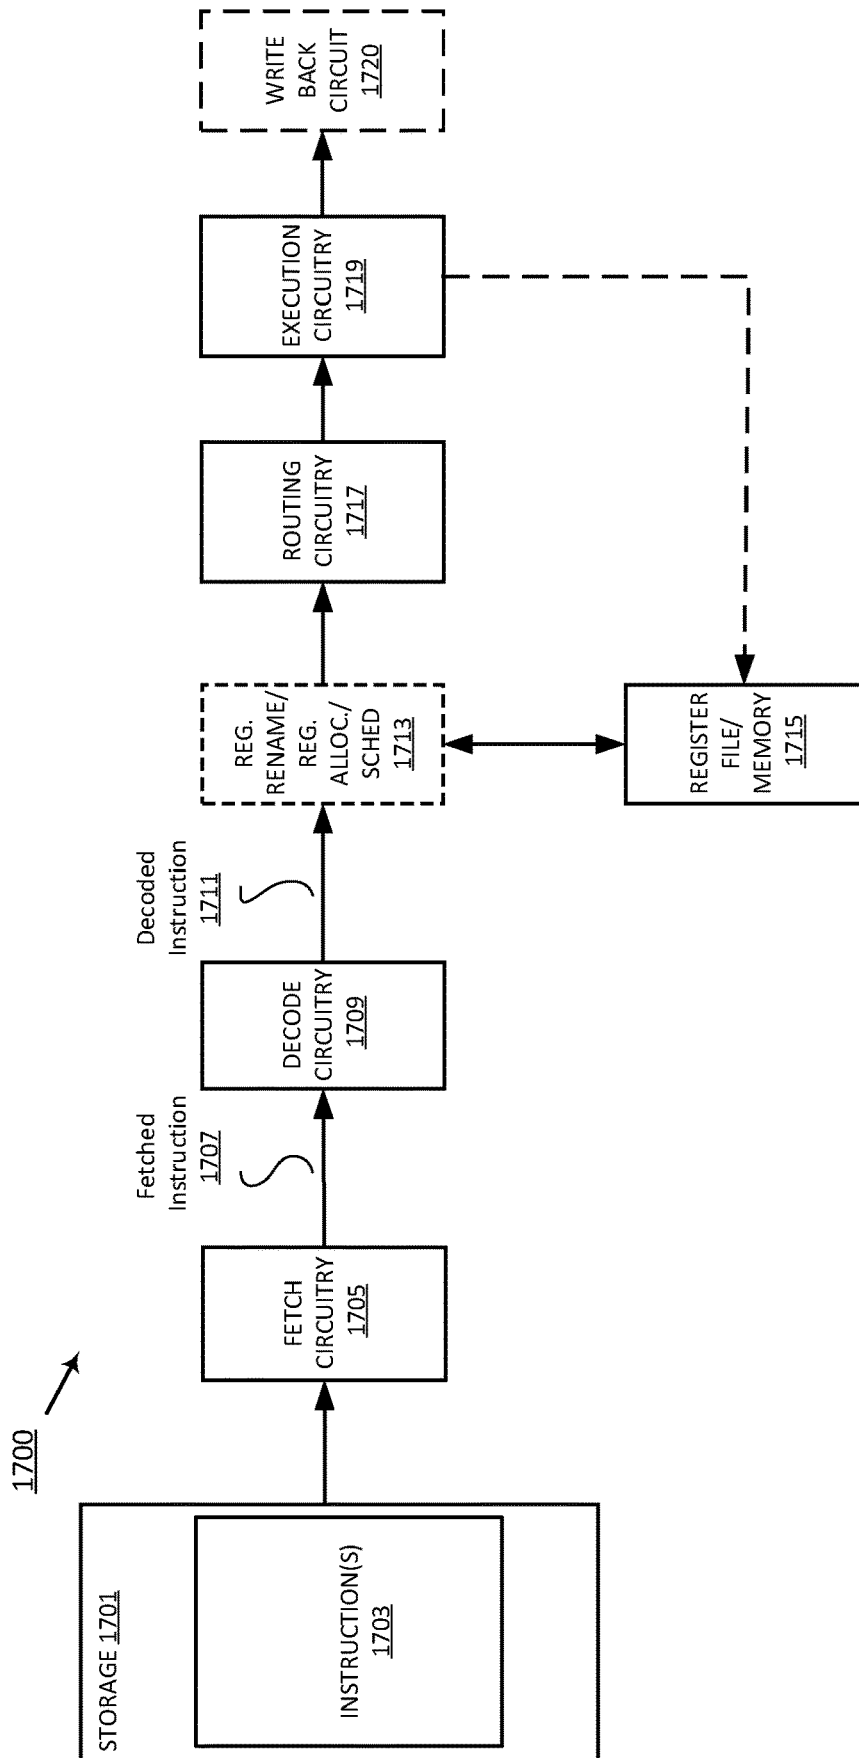 1700
STORAGE 1701
INSTRUCTION(S)
1703
FETCH
CIRCUITRY
1705
Fetched
Instruction
1707
DECODE
CIRCUITRY
1709
Decoded
Instruction
1711
REG.
RENAME/
REG.
ALLOC./
SCHED
1713
REGISTER
FILE/
MEMORY
1715
ROUTING
CIRCUITRY
1717
EXECUTION
CIRCUITRY
1719
WRITE
BACK
CIRCUIT
1720